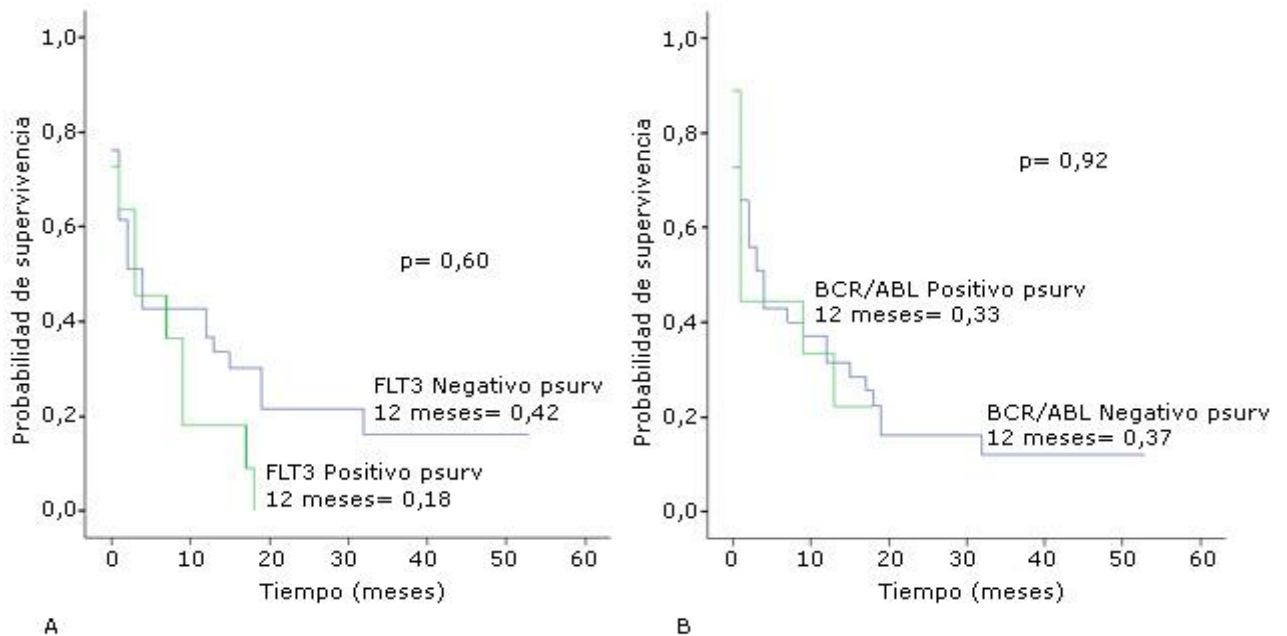 1,0
0,8
0,6
0,4
0,2
0,0
Probabilidad de supervivencia
p= 0,60
FLT3 Negativo psurv
12 meses= 0,42
FLT3 Positivo psurv
12 meses= 0,18
0 10 20 30 40 50 60
Tiempo (meses)
A
1,0
0,8
0,6
0,4
0,2
0,0
Probabilidad de supervivencia
p= 0,92
BCR/ABL Positivo psurv
12 meses= 0,33
BCR/ABL Negativo psurv
12 meses= 0,37
0 10 20 30 40 50 60
Tiempo (meses)
B